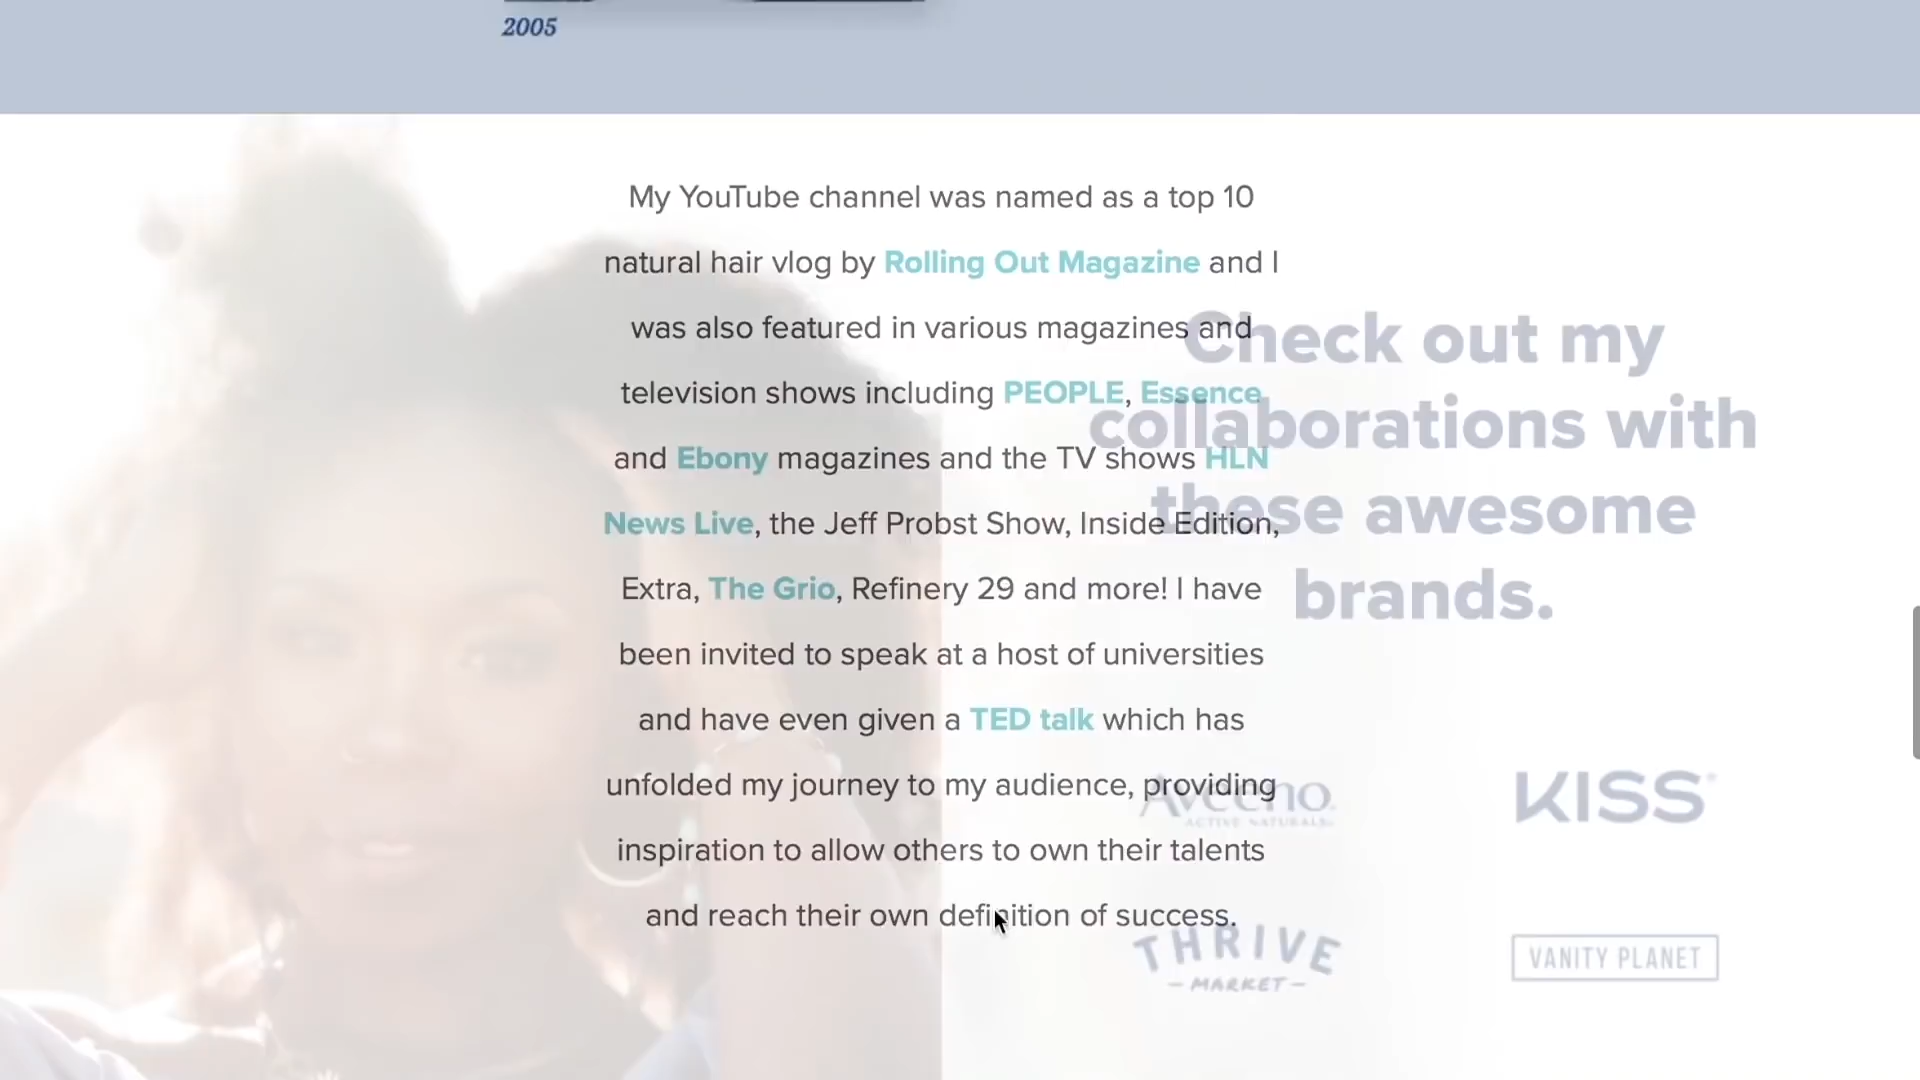 2005
My YouTube channel was named as a top 10
natural hair vlog by Rolling Out Magazine and I
was also featured in various magazines and
television shows including PEOPLE, Essence
and Ebony magazines and the TV shows HLN
News Live, the Jeff Probst Show, Inside Edition,
Extra, The Grio, Refinery 29 and more! I have
been invited to speak at a host of universities
and have even given a TED talk which has
unfolded my journey to my audience, providing
inspiration to allow others to own their talents
and reach their own definition of success.
Check out my
collaborations with
these awesome
brands.
Aveeno.
ACTIVE NATURALS
KISS
THRIVE
MARKET
VANITY PLANET